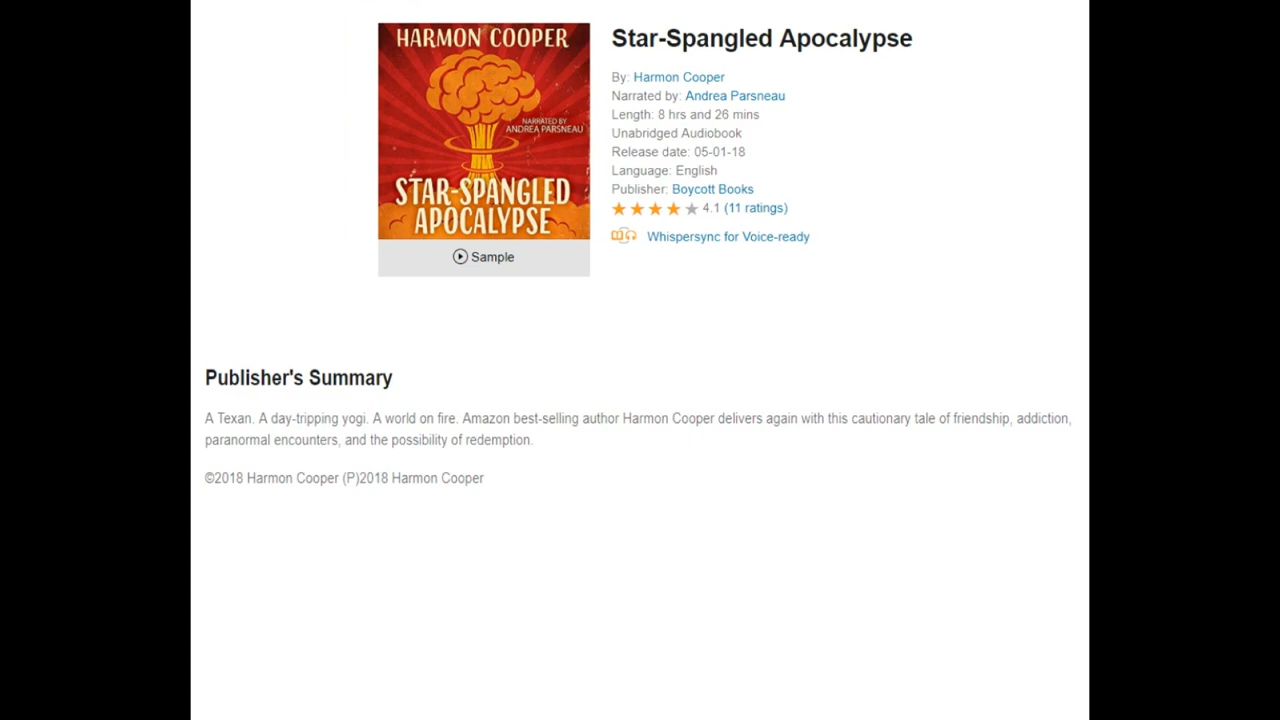 HARMON COOPER
NARRATED BY
ANDREA PARSNEAU
STAR-SPANGLED
APOCALYPSE
Sample
Star-Spangled Apocalypse
By: Harmon Cooper
Narrated by: Andrea Parsneau
Length: 8 hrs and 26 mins
Unabridged Audiobook
Release date: 05-01-18
Language: English
Publisher: Boycott Books
4.1 (11 ratings)
Whispersync for Voice-ready
Publisher's Summary
A Texan. A day-tripping yogi. A world on fire. Amazon best-selling author Harmon Cooper delivers again with this cautionary tale of friendship, addiction,
paranormal encounters, and the possibility of redemption.
©2018 Harmon Cooper (P)2018 Harmon Cooper